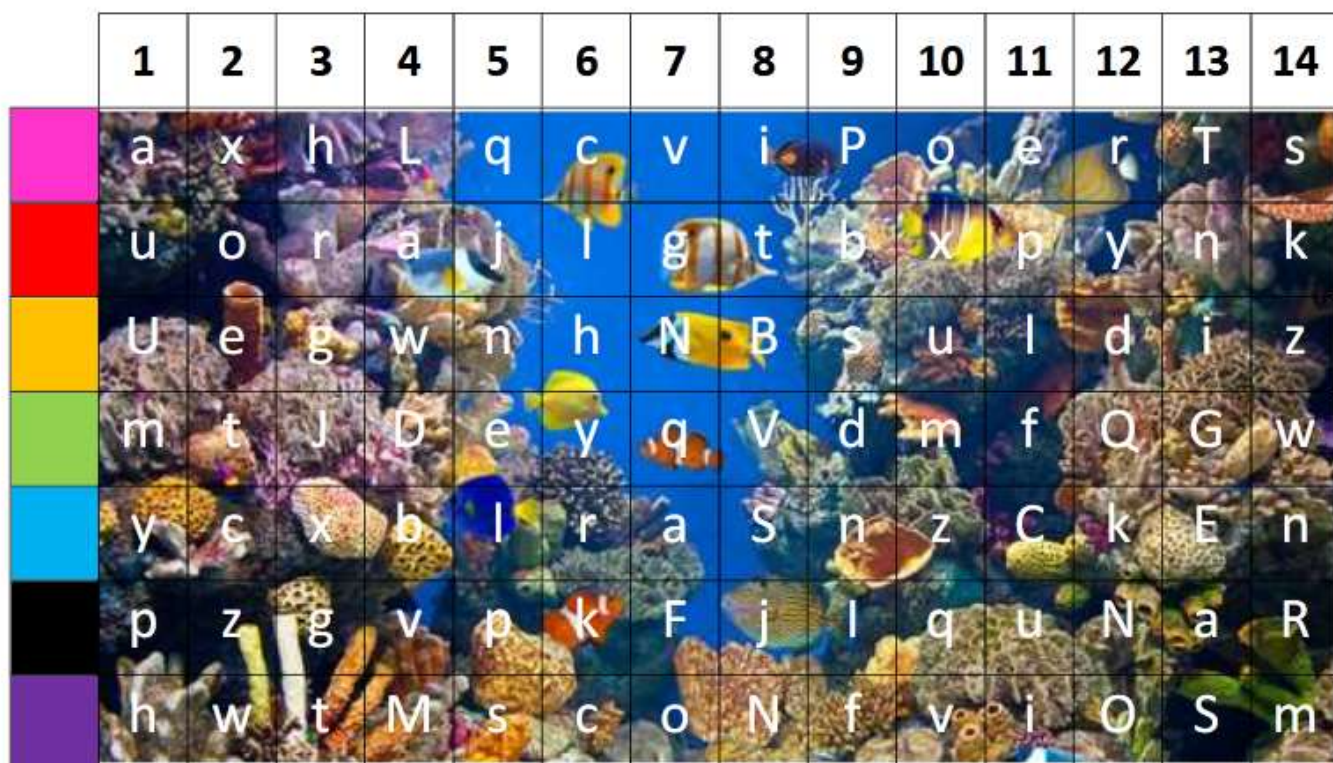 1 2 3 4 5 6 7 8 9 10 11 12 13 14
a x h L q c v i P o e r T s
u o r a j l g t b x p y n k
U e g w n h N B s u l d i z
m t J D e y q V d m f Q G w
y c x b l r a S n z C k E n
p z g v p k F j I q u N a R
h w t M s c o N f v i O S m